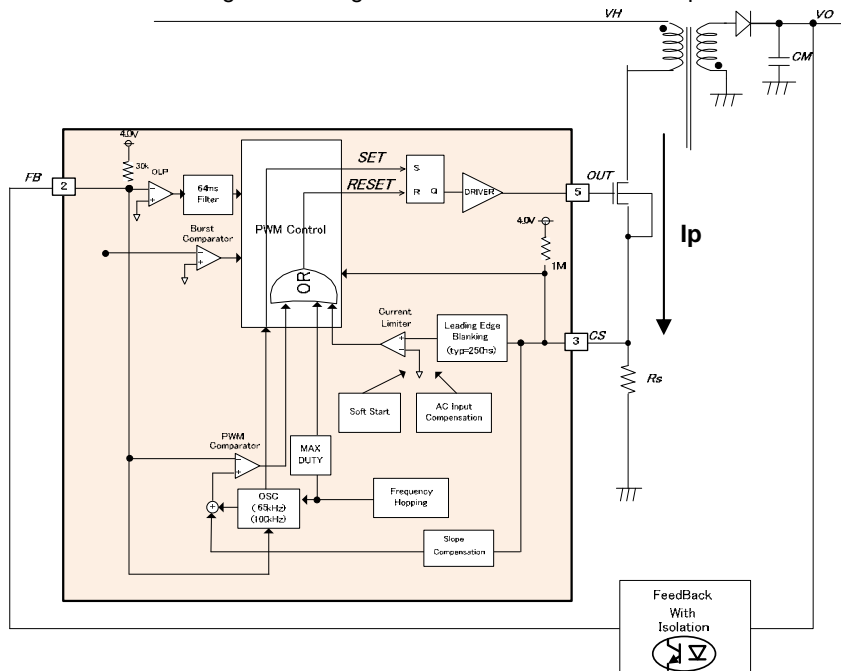 VH
VO
CM
4.0V
30k
OLP
FB
2
64ms
Filter
Burst
Comparator
PWM Control
SET
RESET
S
R
Q
DRIVER
5
OUT
4.0V
1M
Ip
OR
Current
Limiter
Leading Edge
Blanking
(typ=250ns)
3
CS
Rs
Soft Start
AC Input
Compensation
PWM
Comparator
MAX
DUTY
OSC
(65kHz)
(100kHz)
Frequency
Hopping
Slope
Compensation
FeedBack
With
Isolation